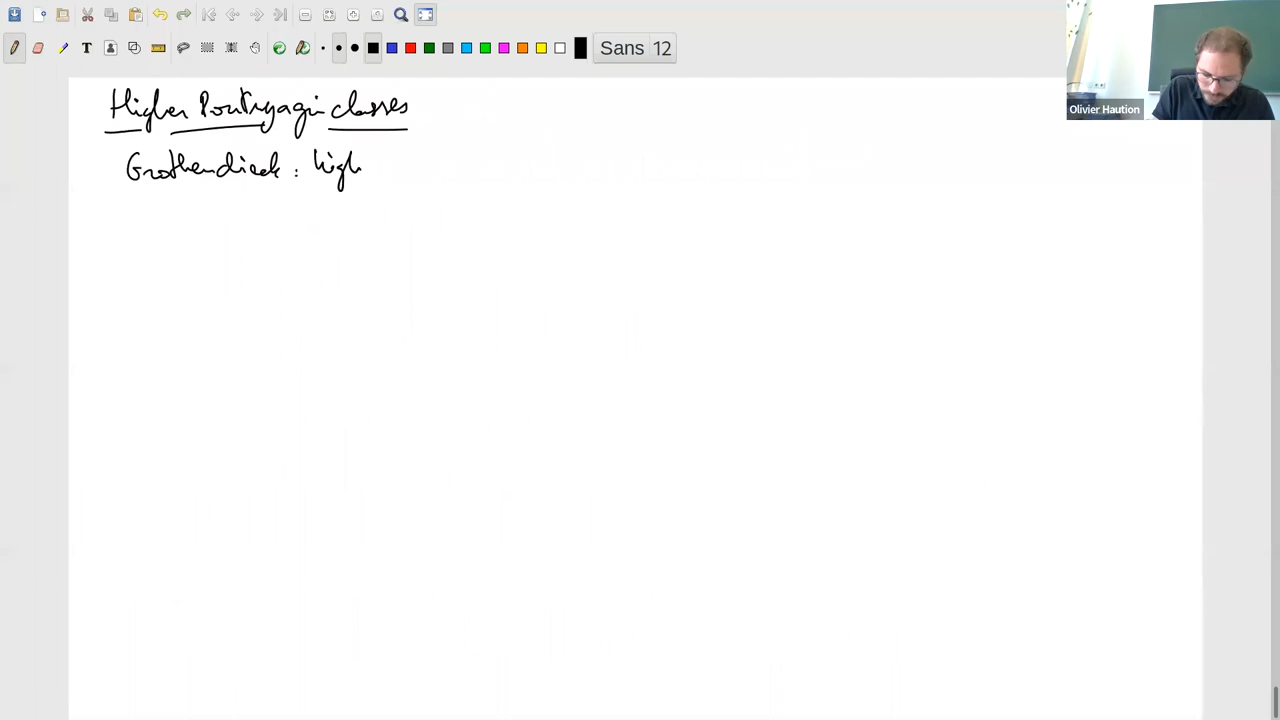 Sans 12
Olivier Haution
Higher Pontryagin classes
Grothendieck : high